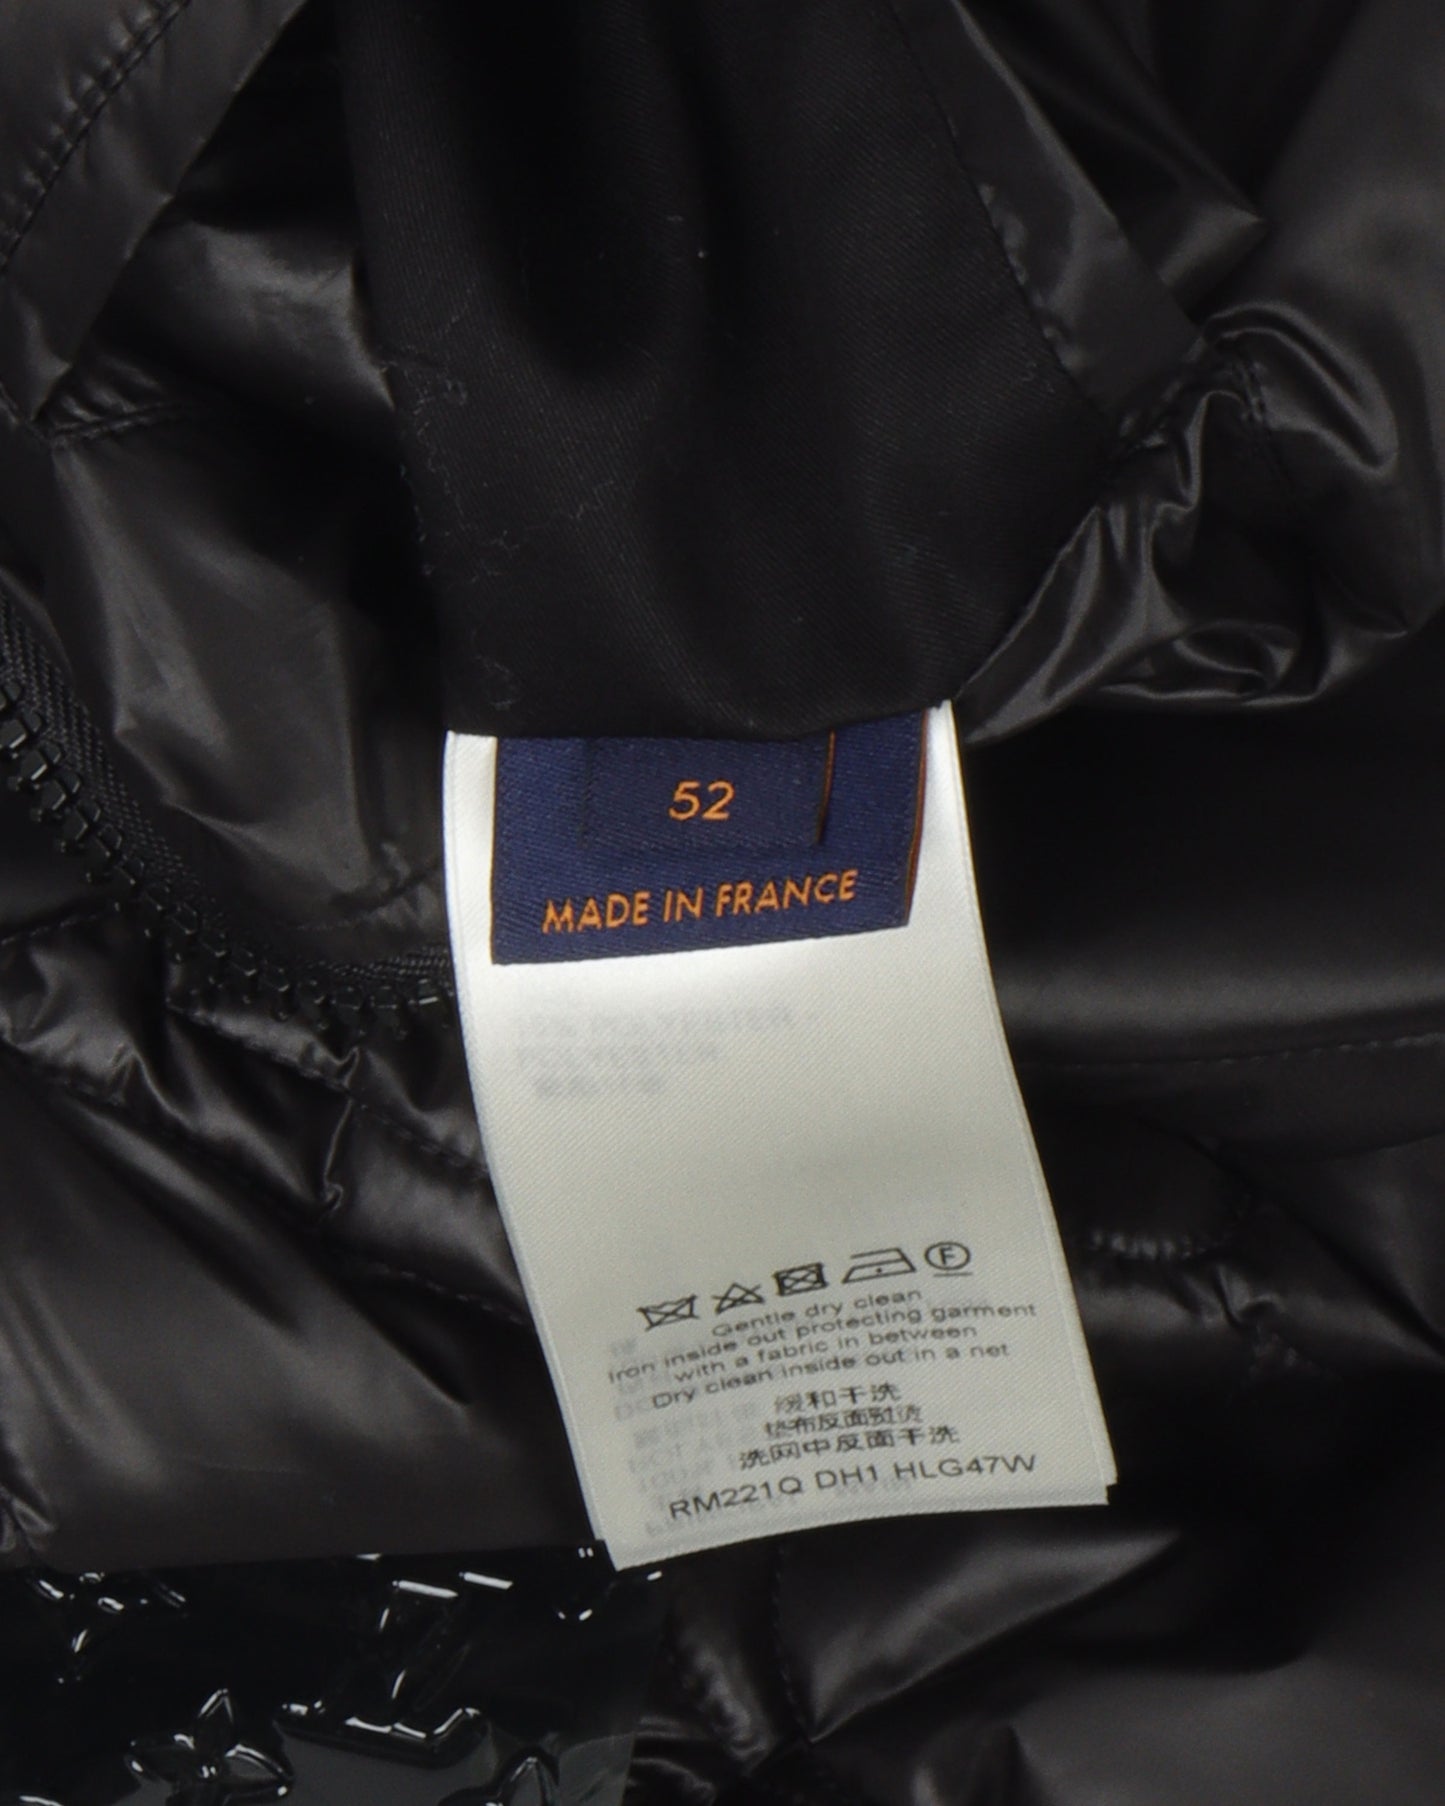 52
MADE IN FRANCE
F
Gentle dry clean
Iron inside out protecting garment
with a fabric in between
Dry clean inside out in a net
缓和干洗
垫布反面熨烫
洗网中反面干洗
RM221Q DH1 HLG47W